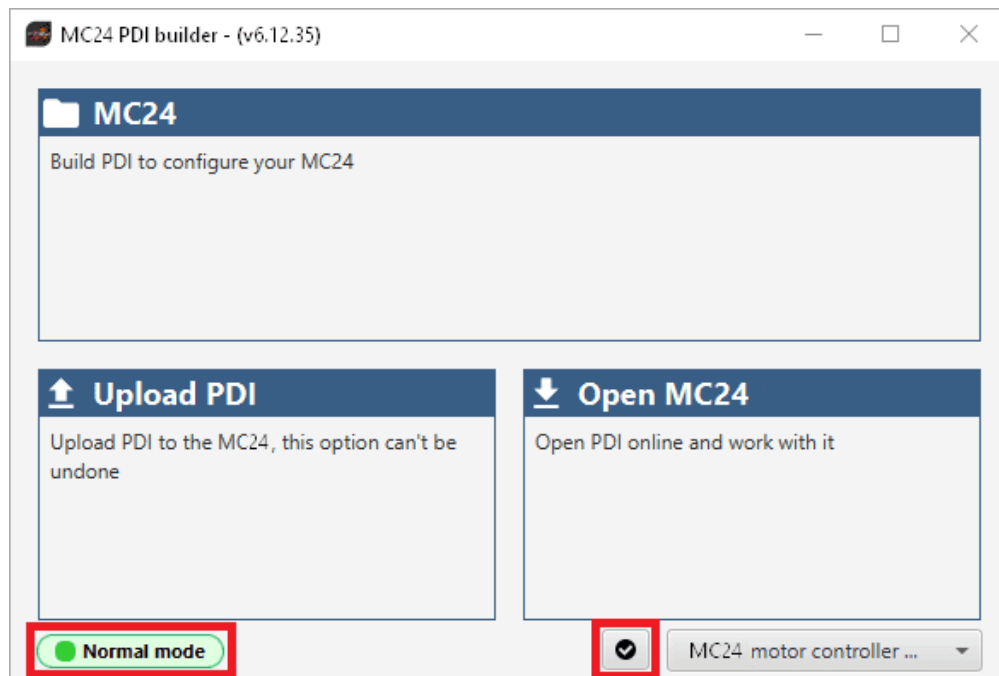 MC24 PDI builder - (v6.12.35)
MC24
Build PDI to configure your MC24
Upload PDI
Upload PDI to the MC24, this option can't be
undone
Open MC24
Open PDI online and work with it
Normal mode
MC24 motor controller ...